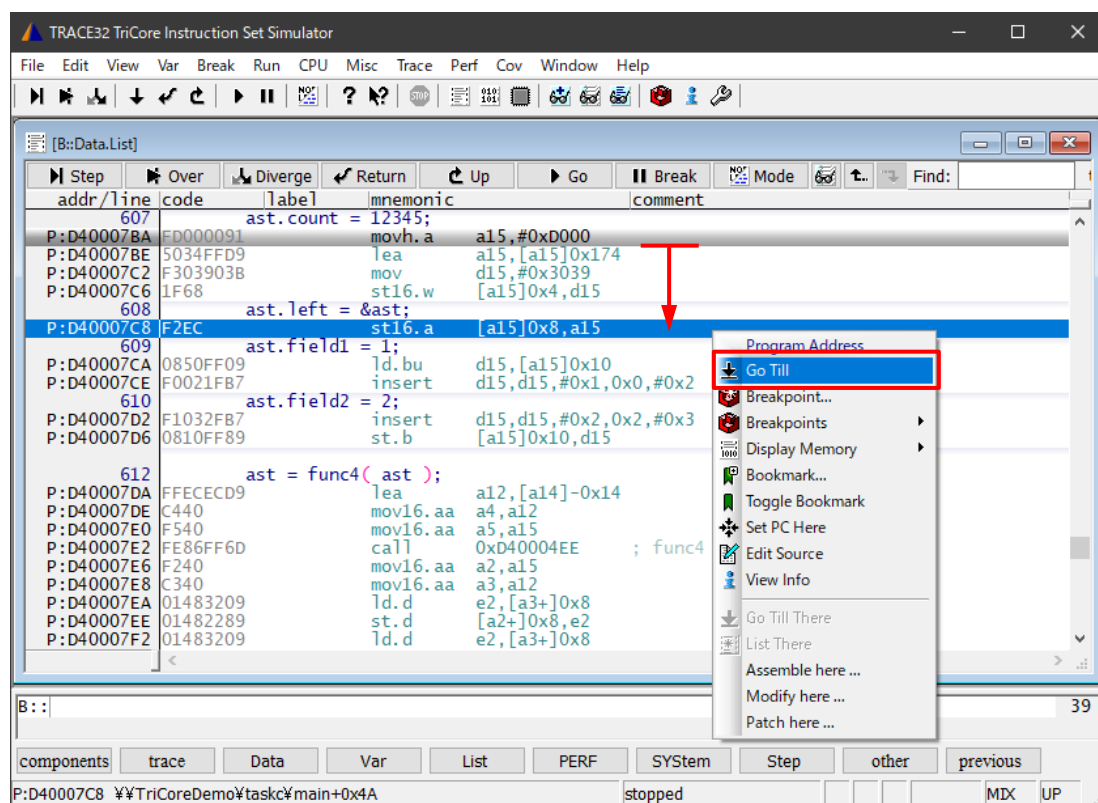 TRACE32 TriCore Instruction Set Simulator
File Edit View Var Break Run CPU Misc Trace Perf Cov Window Help
[B::Data.List]
Step Over Diverge Return Up Go Break Mode Find:
addr/line code label mnemonic comment
607 ast.count = 12345;
P:D40007BA FD000091 movh.a a15,#0xD000
P:D40007BE 5034FFD9 lea a15,[a15]0x174
P:D40007C2 F303903B mov d15,#0x3039
P:D40007C6 1F68 st16.w [a15]0x4,d15
608 ast.left = &ast;
P:D40007C8 F2EC st16.a [a15]0x8,a15
609 ast.field1 = 1;
P:D40007CA 0850FF09 ld.bu d15,[a15]0x10
P:D40007CE F0021FB7 insert d15,d15,#0x1,0x0,#0x2
610 ast.field2 = 2;
P:D40007D2 F1032FB7 insert d15,d15,#0x2,0x2,#0x3
P:D40007D6 0810FF89 st.b [a15]0x10,d15
612 ast = func4( ast );
P:D40007DA FFECECD9 lea a12,[a14]-0x14
P:D40007DE C440 mov16.aa a4,a12
P:D40007E0 F540 mov16.aa a5,a15
P:D40007E2 FE86FF6D call 0xD40004EE ; func4
P:D40007E6 F240 mov16.aa a2,a15
P:D40007E8 C340 mov16.aa a3,a12
P:D40007EA 01483209 ld.d e2,[a3+]0x8
P:D40007EE 01482289 st.d [a2+]0x8,e2
P:D40007F2 01483209 ld.d e2,[a3+]0x8
Program Address
Go Till
Breakpoint...
Breakpoints
Display Memory
Bookmark...
Toggle Bookmark
Set PC Here
Edit Source
View Info
Go Till There
List There
Assemble here ...
Modify here ...
Patch here ...
B:: 39
components trace Data Var List PERF SYStem Step other previous
P:D40007C8 ¥¥TriCoreDemo¥taskc¥main+0x4A stopped MIX UP